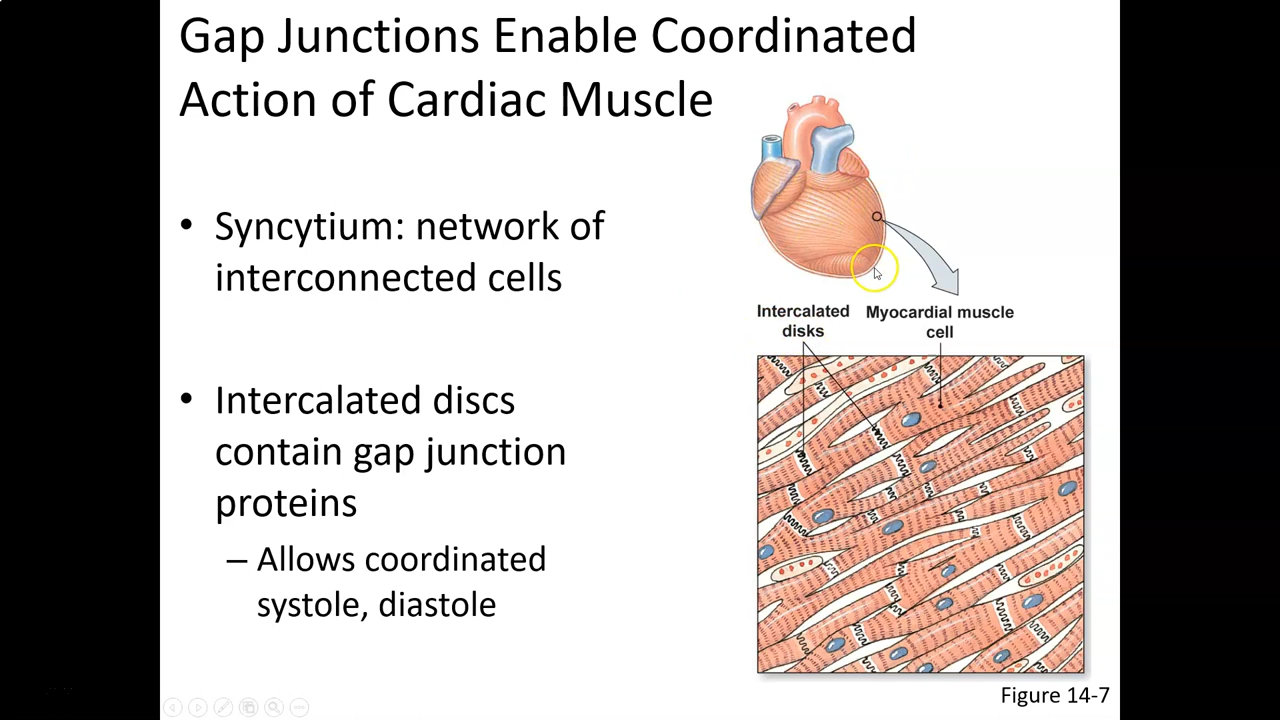 Gap Junctions Enable Coordinated
Action of Cardiac Muscle
• Syncytium: network of
interconnected cells
• Intercalated discs
contain gap junction
proteins
– Allows coordinated
systole, diastole
Intercalated
disks
Myocardial muscle
cell
Figure 14-7